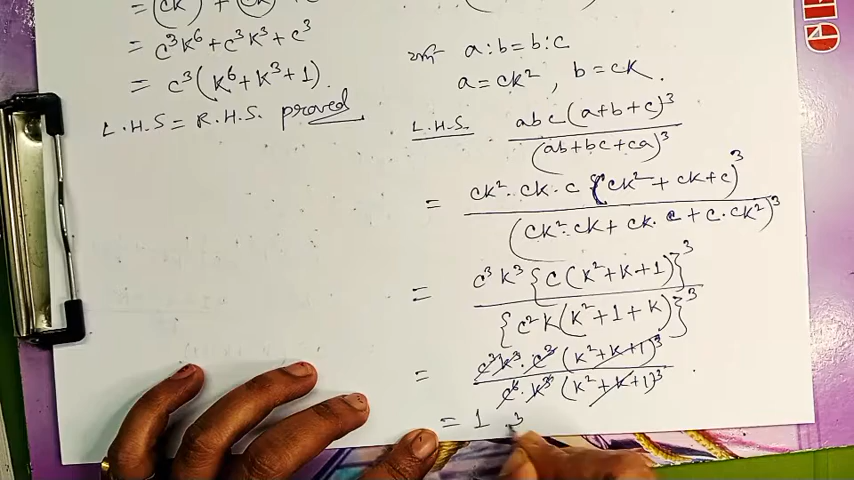 = c³k⁶ + c³k³ + c³
= c³(k⁶ + k³ + 1).
L.H.S = R.H.S. proved
a : b = b : c
a = ck² , b = ck .
L.H.S. abc(a+b+c)³ / (ab+bc+ca)³
= ck² · ck · c {ck² + ck + c)³ / (ck² · ck + ck · c + c · ck²)³
= c³k³{c(k²+k+1)}³ / {c²k(k²+1+k)}³
= c³k³ · c³ (k²+k+1)³ / c⁶ · k³ (k²+k+1)³ .
= 1